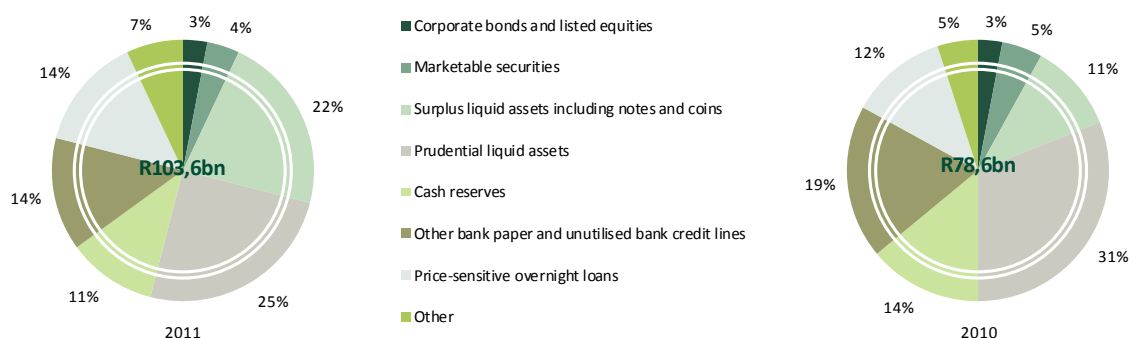 7%
3%
4%
14%
22%
R103,6bn
14%
11%
25%
2011
Corporate bonds and listed equities
Marketable securities
Surplus liquid assets including notes and coins
Prudential liquid assets
Cash reserves
Other bank paper and unutilised bank credit lines
Price-sensitive overnight loans
Other
5%
3%
5%
12%
11%
R78,6bn
19%
31%
14%
2010